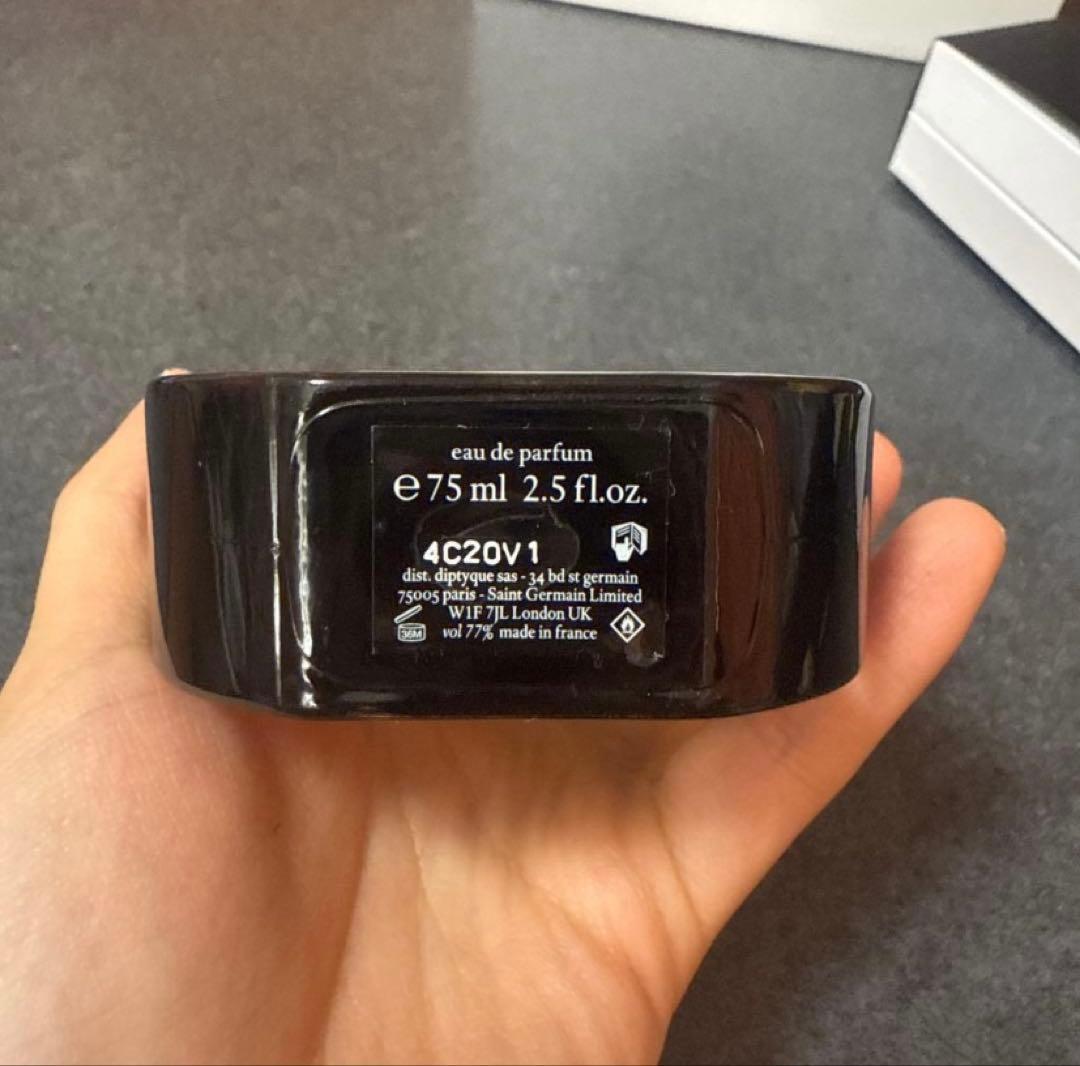 eau de parfum
℮ 75 ml 2.5 fl.oz.
4C20V1
dist. diptyque sas - 34 bd st germain
75005 paris - Saint Germain Limited
W1F 7JL London UK
36M vol 77% made in france